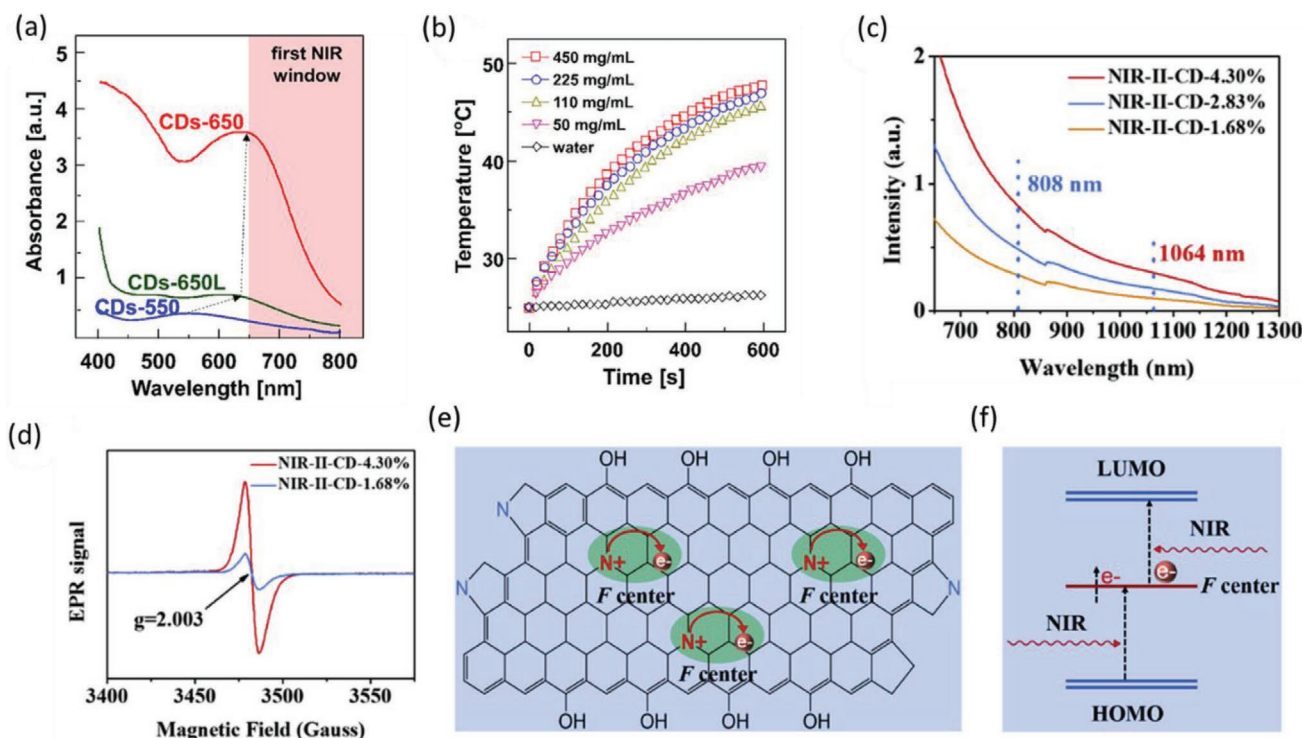 (a)
5
4
3
2
1
Absorbance [a.u.]
first NIR
window
CDs-650
CDs-650L
CDs-550
400 500 600 700 800
Wavelength [nm]
(b)
50
40
30
Temperature [°C]
450 mg/mL
225 mg/mL
110 mg/mL
50 mg/mL
water
0 200 400 600
Time [s]
(c)
2
1
0
Intensity (a.u.)
NIR-II-CD-4.30%
NIR-II-CD-2.83%
NIR-II-CD-1.68%
808 nm
1064 nm
700 800 900 1000 1100 1200 1300
Wavelength (nm)
(d)
EPR signal
NIR-II-CD-4.30%
NIR-II-CD-1.68%
g=2.003
3400 3450 3500 3550
Magnetic Field (Gauss)
(e)
OH OH OH OH
N
N+ e-
F center
N+ e-
F center
N
N
N+ e-
F center
OH OH OH OH
(f)
LUMO
NIR
e-
e-
F center
NIR
HOMO